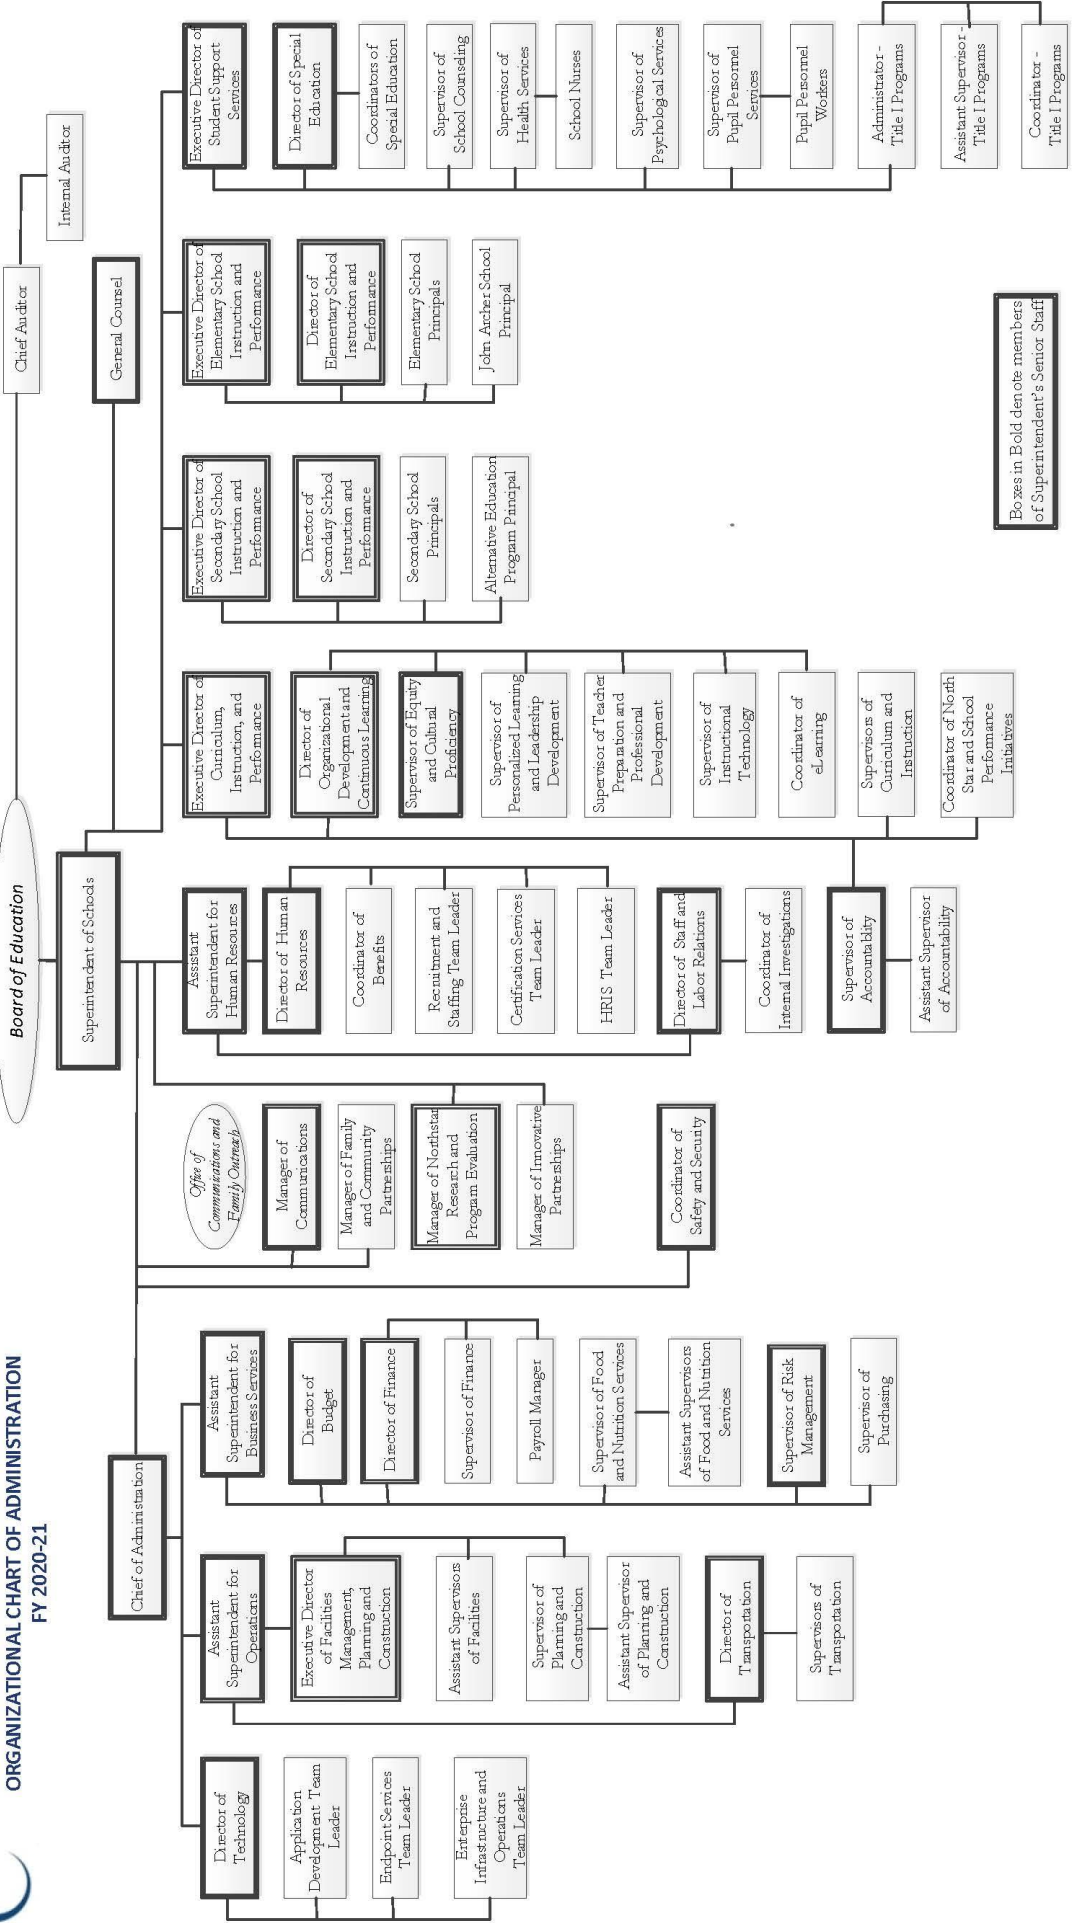 ORGANIZATIONAL CHART OF ADMINISTRATION
FY 2020-21
Board of Education
Chief Auditor
Internal Auditor
Superintendent of Schools
General Counsel
Chief of Administration
Director of
Technology
Application
Development Team
Leader
Endpoint Services
Team Leader
Enterprise
Infrastructure and
Operations
Team Leader
Assistant
Superintendent for
Operations
Executive Director
of Facilities
Management,
Planning and
Construction
Assistant Supervisors
of Facilities
Supervisor of
Planning and
Construction
Assistant Supervisor
of Planning and
Construction
Director of
Transportation
Supervisors of
Transportation
Assistant
Superintendent for
Business Services
Director of
Budget
Director of Finance
Supervisor of Finance
Payroll Manager
Supervisor of Food
and Nutrition Services
Assistant Supervisors
of Food and Nutrition
Services
Supervisor of Risk
Management
Supervisor of
Purchasing
Office of
Communications and
Family Outreach
Manager of
Communications
Manager of Family
and Community
Partnerships
Manager of Northstar
Research and
Program Evaluation
Manager of Innovative
Partnerships
Coordinator of
Safety and Security
Assistant
Superintendent for
Human Resources
Director of Human
Resources
Coordinator of
Benefits
Recruitment and
Staffing Team Leader
Certification Services
Team Leader
HRIS Team Leader
Director of Staff and
Labor Relations
Coordinator of
Internal Investigations
Supervisor of
Accountablity
Assistant Supervisor
of Accountability
Executive Director of
Curriculum,
Instruction, and
Performance
Director of
Organizational
Development and
Continuous Learning
Supervisor of Equity
and Cultural
Proficiency
Supervisor of
Personalized Learning
and Leadership
Development
Supervisor of Teacher
Preparation and
Professional
Development
Supervisor of
Instructional
Technology
Coordinator of
eLearning
Supervisors of
Curriculum and
Instruction
Coordinator of North
Star and School
Performance
Initiatives
Executive Director of
Secondary School
Instruction and
Performance
Director of
Secondary School
Instruction and
Performance
Secondary School
Principals
Alternative Education
Program Principal
Executive Director of
Elementary School
Instruction and
Performance
Director of
Elementary School
Instruction and
Performance
Elementary School
Principals
John Archer School
Principal
Executive Director of
Student Support
Services
Director of Special
Education
Coordinators of
Special Education
Supervisor of
School Counseling
Supervisor of
Health Services
School Nurses
Supervisor of
Psychological Services
Supervisor of
Pupil Personnel
Services
Pupil Personnel
Workers
Administrator -
Title I Programs
Assistant Supervisor -
Title I Programs
Coordinator -
Title I Programs
Boxes in Bold denote members
of Superintendent's Senior Staff